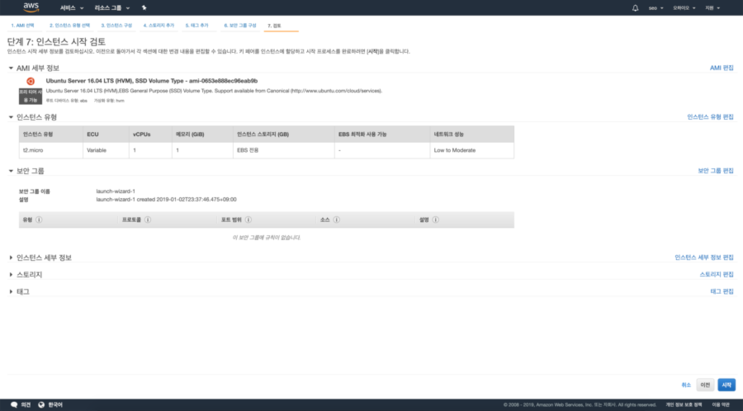 aws 서비스 리소스 그룹 seo 오하이오 지원
1. AMI 선택 2. 인스턴스 유형 선택 3. 인스턴스 구성 4. 스토리지 추가 5. 태그 추가 6. 보안 그룹 구성 7. 검토
단계 7: 인스턴스 시작 검토
인스턴스 시작 세부 정보를 검토하십시오. 이전으로 돌아가서 각 섹션에 대한 변경 내용을 편집할 수 있습니다. 키 페어를 인스턴스에 할당하고 시작 프로세스를 완료하려면 [시작]을 클릭합니다.
AMI 세부 정보 AMI 편집
Ubuntu Server 16.04 LTS (HVM), SSD Volume Type - ami-0653e888ec96eab9b
프리 티어 사용 가능
Ubuntu Server 16.04 LTS (HVM),EBS General Purpose (SSD) Volume Type. Support available from Canonical (http://www.ubuntu.com/cloud/services).
루트 디바이스 유형: ebs 가상화 유형: hvm
인스턴스 유형 인스턴스 유형 편집
인스턴스 유형 ECU vCPUs 메모리 (GiB) 인스턴스 스토리지 (GB) EBS 최적화 사용 가능 네트워크 성능
t2.micro Variable 1 1 EBS 전용 - Low to Moderate
보안 그룹 보안 그룹 편집
보안 그룹 이름 launch-wizard-1
설명 launch-wizard-1 created 2019-01-02T23:37:46.475+09:00
유형 프로토콜 포트 범위 소스 설명
이 보안 그룹에 규칙이 없습니다.
인스턴스 세부 정보 인스턴스 세부 정보 편집
스토리지 스토리지 편집
태그 태그 편집
취소 이전 시작
의견 한국어 © 2008 - 2019, Amazon Web Services, Inc. 또는 자회사. All rights reserved. 개인 정보 보호 정책 이용 약관